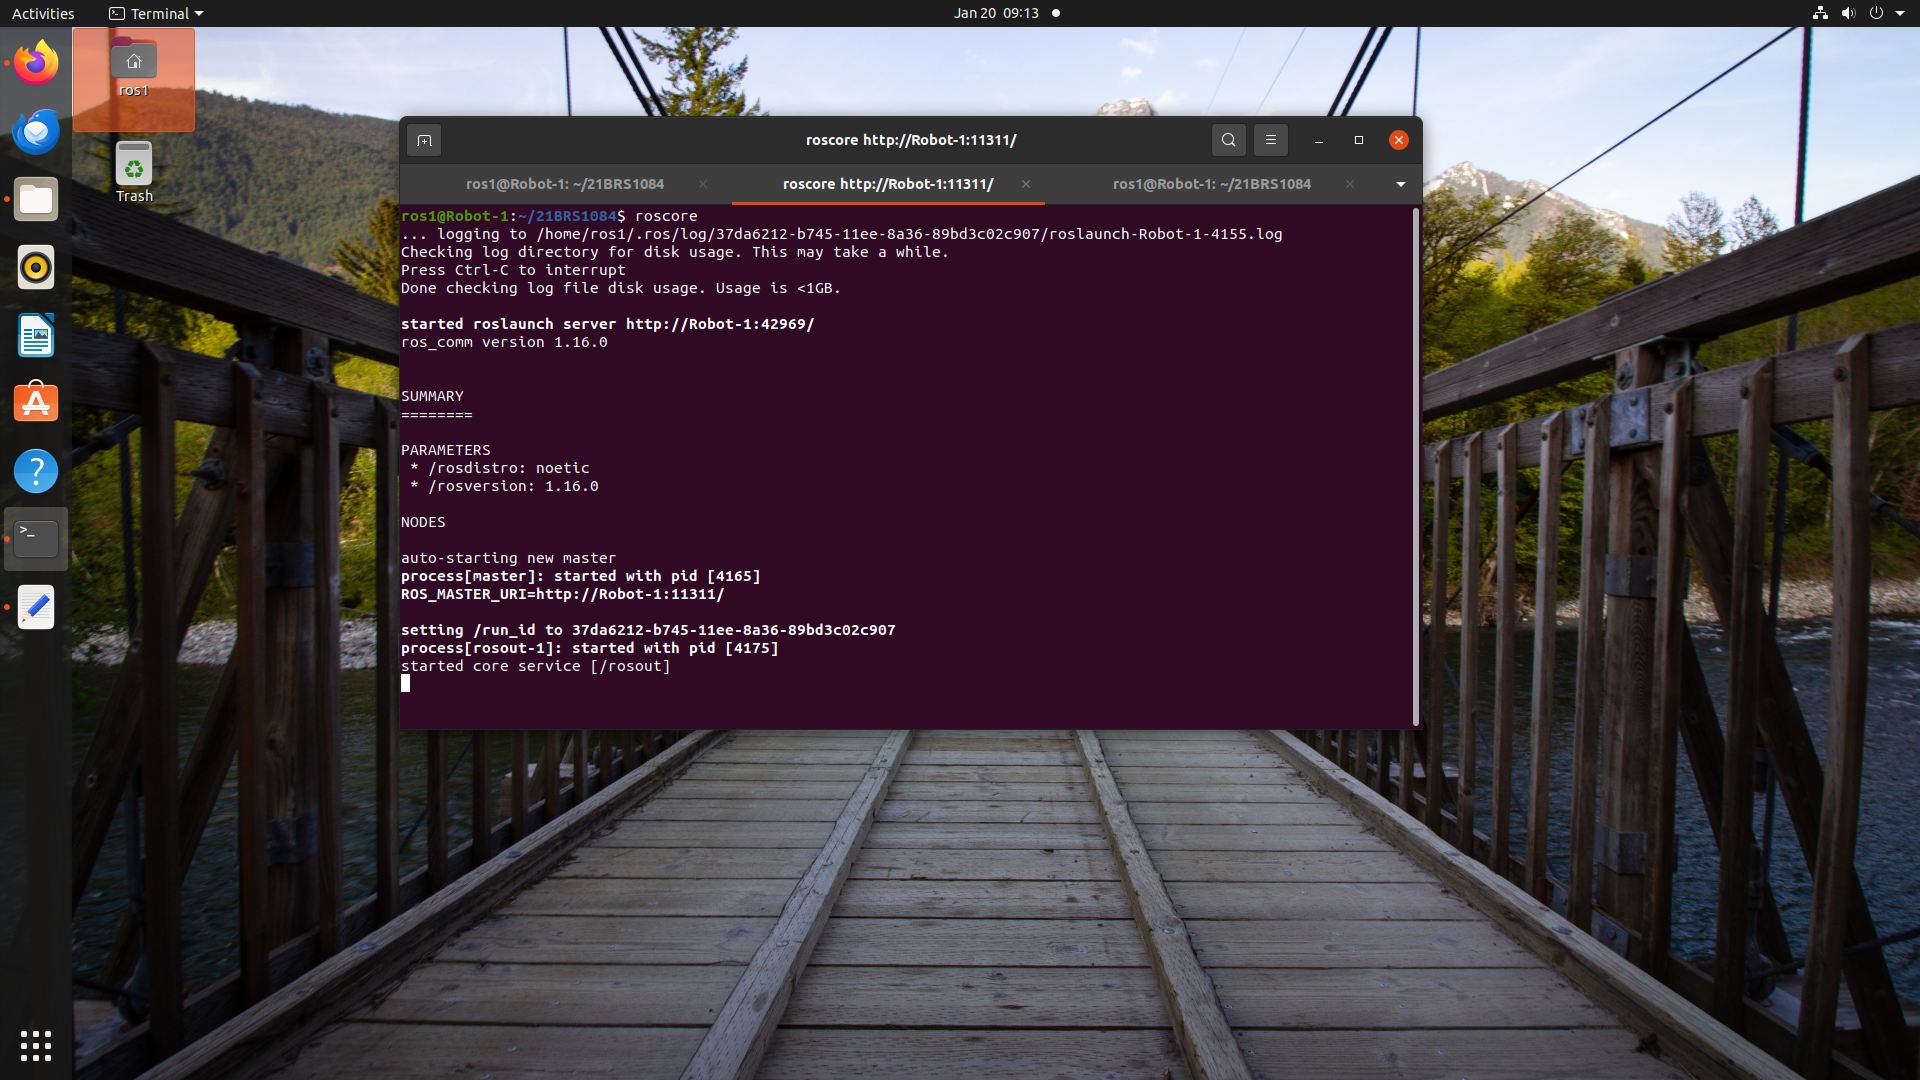 Activities
Terminal
Jan 20 09:13
ros1
Trash
roscore http://Robot-1:11311/
ros1@Robot-1: ~/21BRS1084
roscore http://Robot-1:11311/
ros1@Robot-1: ~/21BRS1084
ros1@Robot-1:~/21BRS1084$ roscore
... logging to /home/ros1/.ros/log/37da6212-b745-11ee-8a36-89bd3c02c907/roslaunch-Robot-1-4155.log
Checking log directory for disk usage. This may take a while.
Press Ctrl-C to interrupt
Done checking log file disk usage. Usage is <1GB.
started roslaunch server http://Robot-1:42969/
ros_comm version 1.16.0
SUMMARY
========
PARAMETERS
* /rosdistro: noetic
* /rosversion: 1.16.0
NODES
auto-starting new master
process[master]: started with pid [4165]
ROS_MASTER_URI=http://Robot-1:11311/
setting /run_id to 37da6212-b745-11ee-8a36-89bd3c02c907
process[rosout-1]: started with pid [4175]
started core service [/rosout]